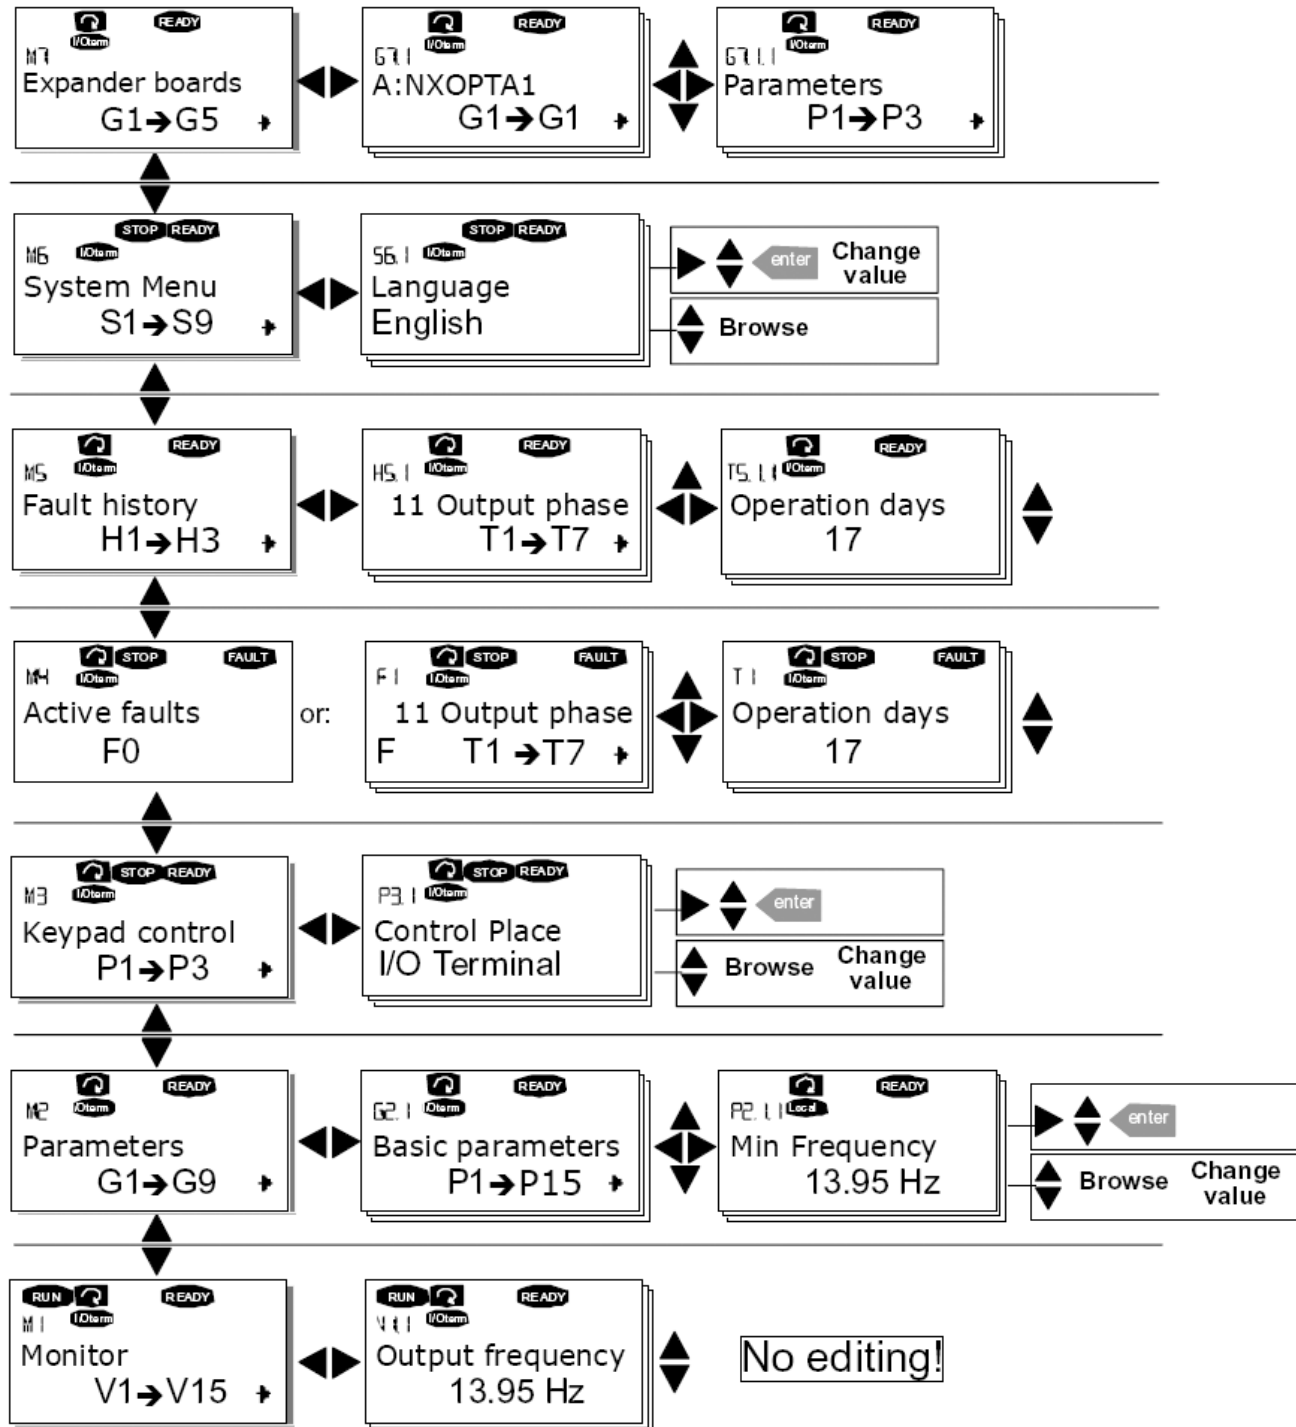 READY
I/Oterm
M7
Expander boards
G1→G5
READY
I/Oterm
G7.1
A:NXOPTA1
G1→G1
READY
I/Oterm
G7.1.1
Parameters
P1→P3
STOP READY
M6 I/Oterm
System Menu
S1→S9
STOP READY
S6.1 I/Oterm
Language
English
enter Change
value
Browse
READY
M5 I/Oterm
Fault history
H1→H3
READY
H5.1 I/Oterm
11 Output phase
T1→T7
READY
T5.1.1 I/Oterm
Operation days
17
STOP FAULT
M4 I/Oterm
Active faults
F0
or:
STOP FAULT
F1 I/Oterm
11 Output phase
F T1→T7
STOP FAULT
T1 I/Oterm
Operation days
17
STOP READY
M3 I/Oterm
Keypad control
P1→P3
STOP READY
P3.1 I/Oterm
Control Place
I/O Terminal
enter
Browse Change
value
READY
M2 /Oterm
Parameters
G1→G9
READY
G2.1 /Oterm
Basic parameters
P1→P15
READY
P2.1.1 Local
Min Frequency
13.95 Hz
enter
Browse Change
value
RUN READY
M1 I/Oterm
Monitor
V1→V15
RUN READY
V1.1 I/Oterm
Output frequency
13.95 Hz
No editing!